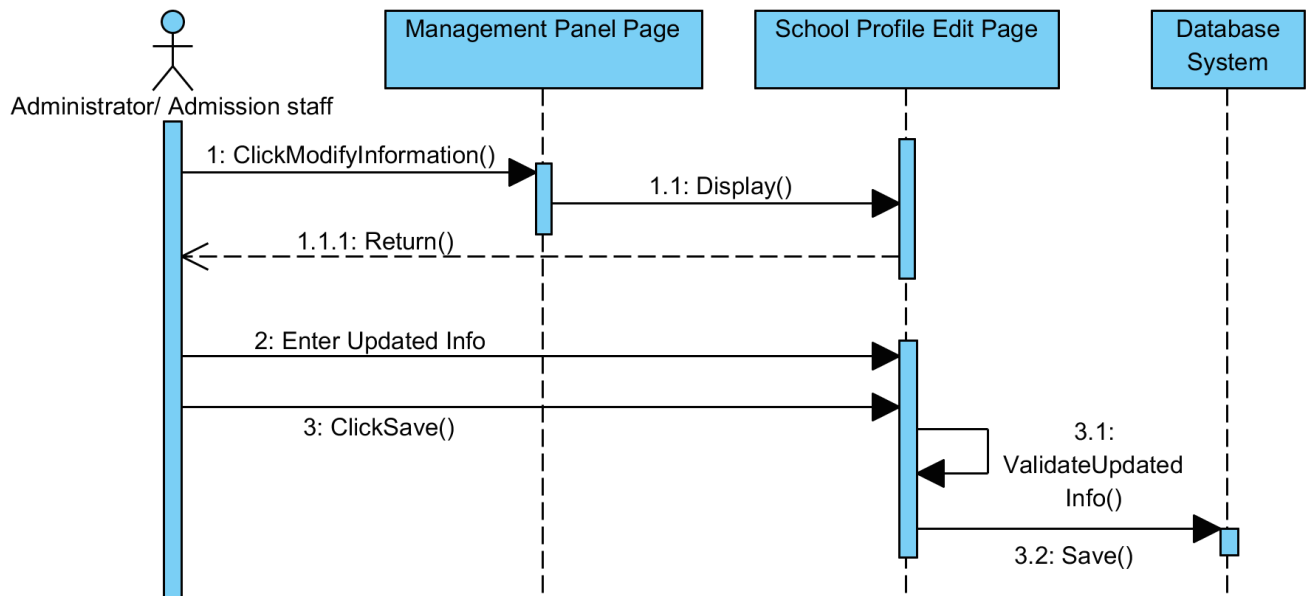 Management Panel Page
School Profile Edit Page
Database
System
Administrator/ Admission staff
1: ClickModifyInformation()
1.1: Display()
1.1.1: Return()
2: Enter Updated Info
3: ClickSave()
3.1:
ValidateUpdated
Info()
3.2: Save()